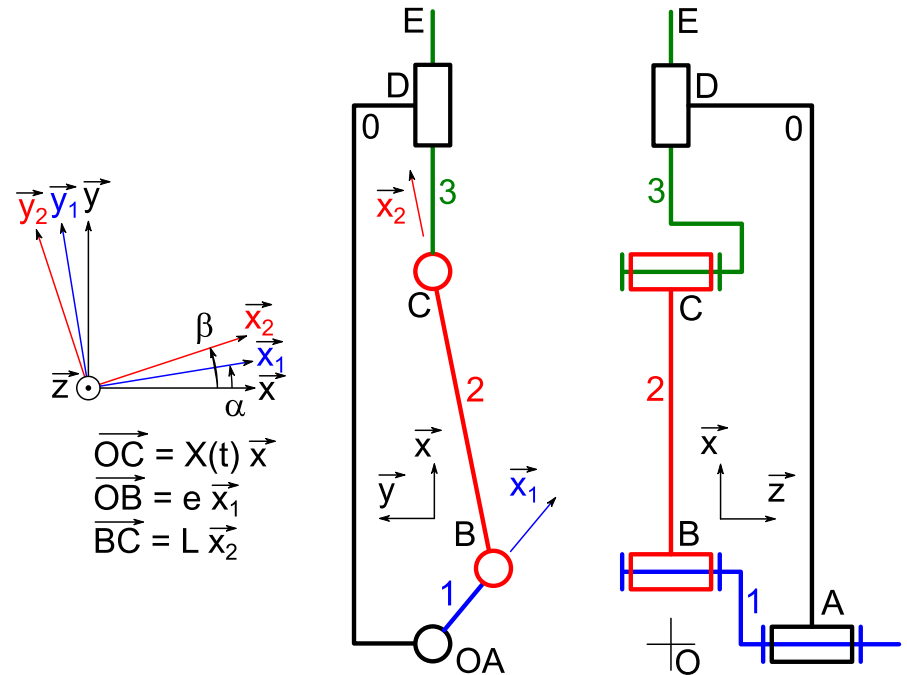 E
E
D
D
0
0
3
3
x₂
y₂ y₁ y
C
C
β
x₂
x₁
z
x
α
2
2
OC = X(t) x
OB = e x₁
BC = L x₂
x
y
x
z
x₁
B
B
1
1
A
OA
O